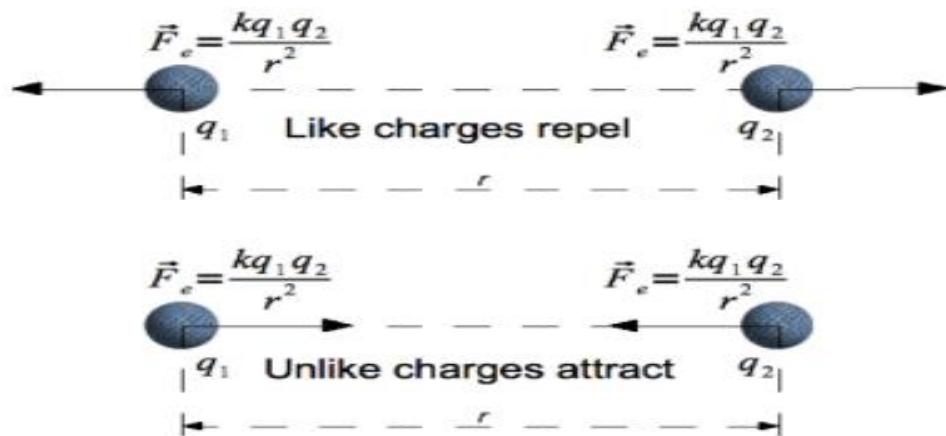 F⃗ₑ = kq₁q₂/r² F⃗ₑ = kq₁q₂/r²
q₁ Like charges repel q₂
r
F⃗ₑ = kq₁q₂/r² F⃗ₑ = kq₁q₂/r²
q₁ Unlike charges attract q₂
r